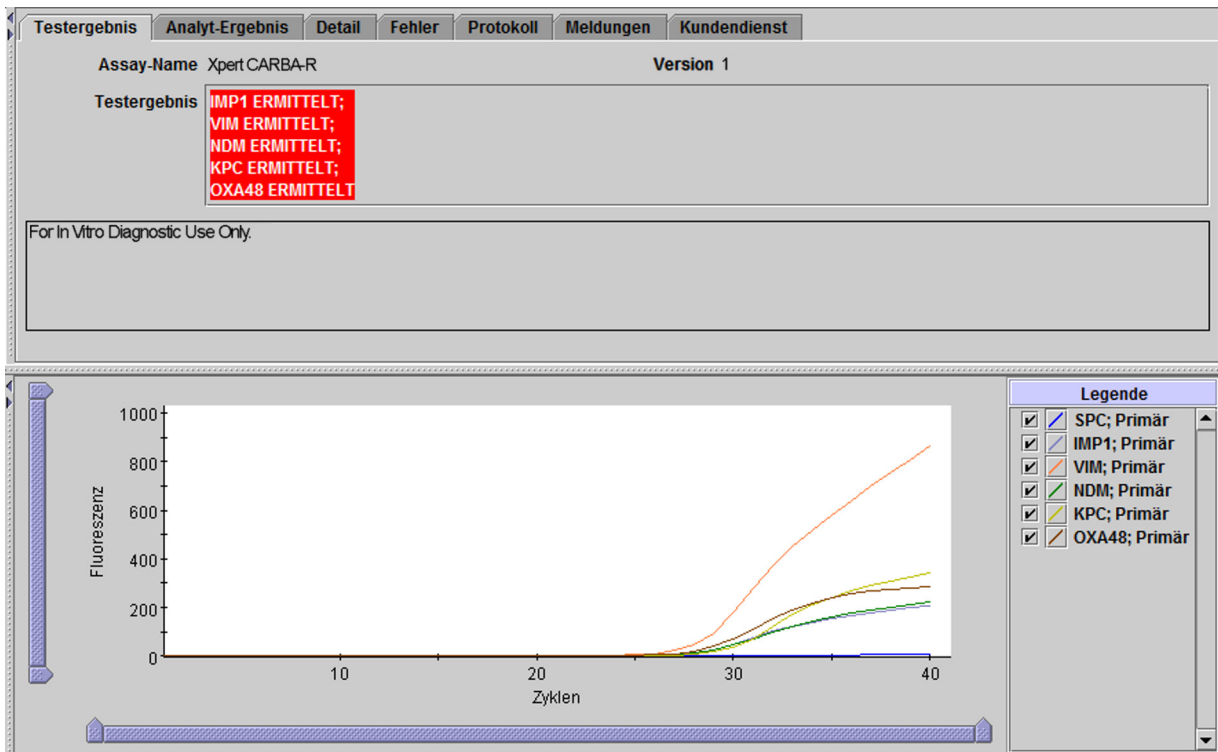 Testergebnis Analyt-Ergebnis Detail Fehler Protokoll Meldungen Kundendienst
Assay-Name Xpert CARBA-R Version 1
Testergebnis IMP1 ERMITTELT;
VIM ERMITTELT;
NDM ERMITTELT;
KPC ERMITTELT;
OXA48 ERMITTELT
For In Vitro Diagnostic Use Only.
1000
800
600
400
200
0
Fluoreszenz
10 20 30 40
Zyklen
Legende
SPC; Primär
IMP1; Primär
VIM; Primär
NDM; Primär
KPC; Primär
OXA48; Primär